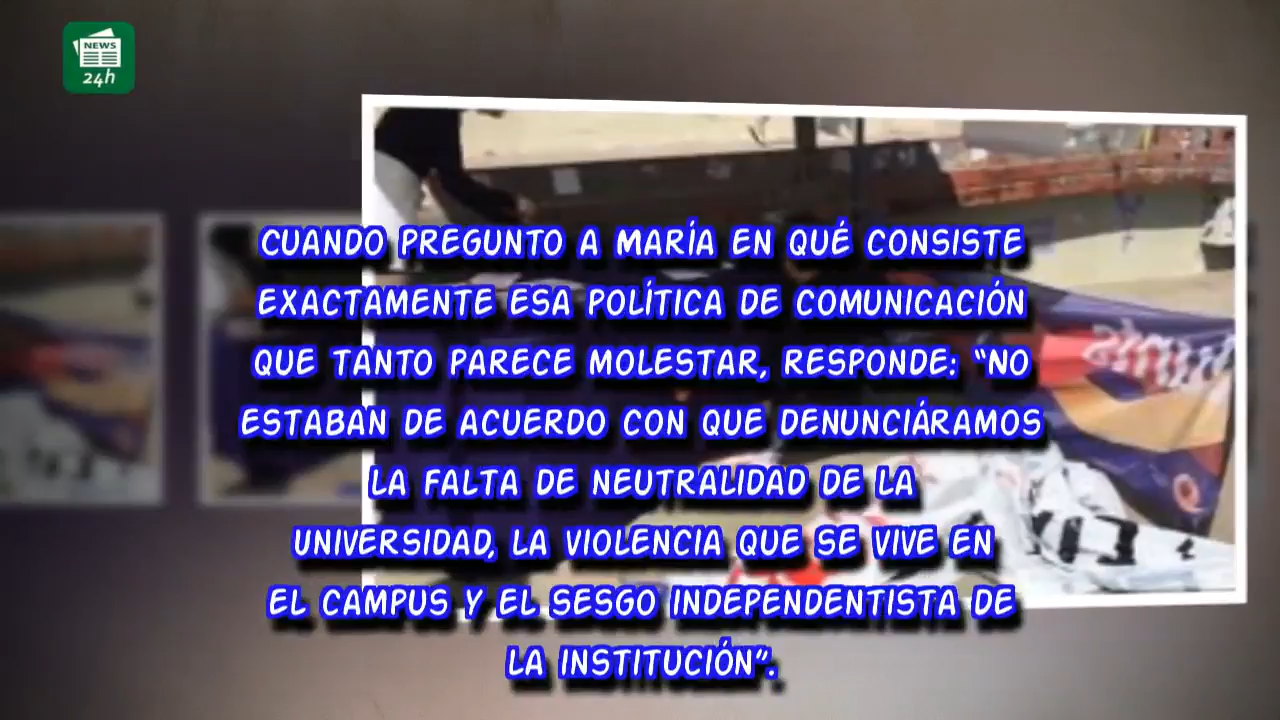 NEWS
24h
CUANDO PREGUNTO A MARÍA EN QUÉ CONSISTE
EXACTAMENTE ESA POLÍTICA DE COMUNICACIÓN
QUE TANTO PARECE MOLESTAR, RESPONDE: “NO
ESTABAN DE ACUERDO CON QUE DENUNCIÁRAMOS
LA FALTA DE NEUTRALIDAD DE LA
UNIVERSIDAD, LA VIOLENCIA QUE SE VIVE EN
EL CAMPUS Y EL SESGO INDEPENDENTISTA DE
LA INSTITUCIÓN”.